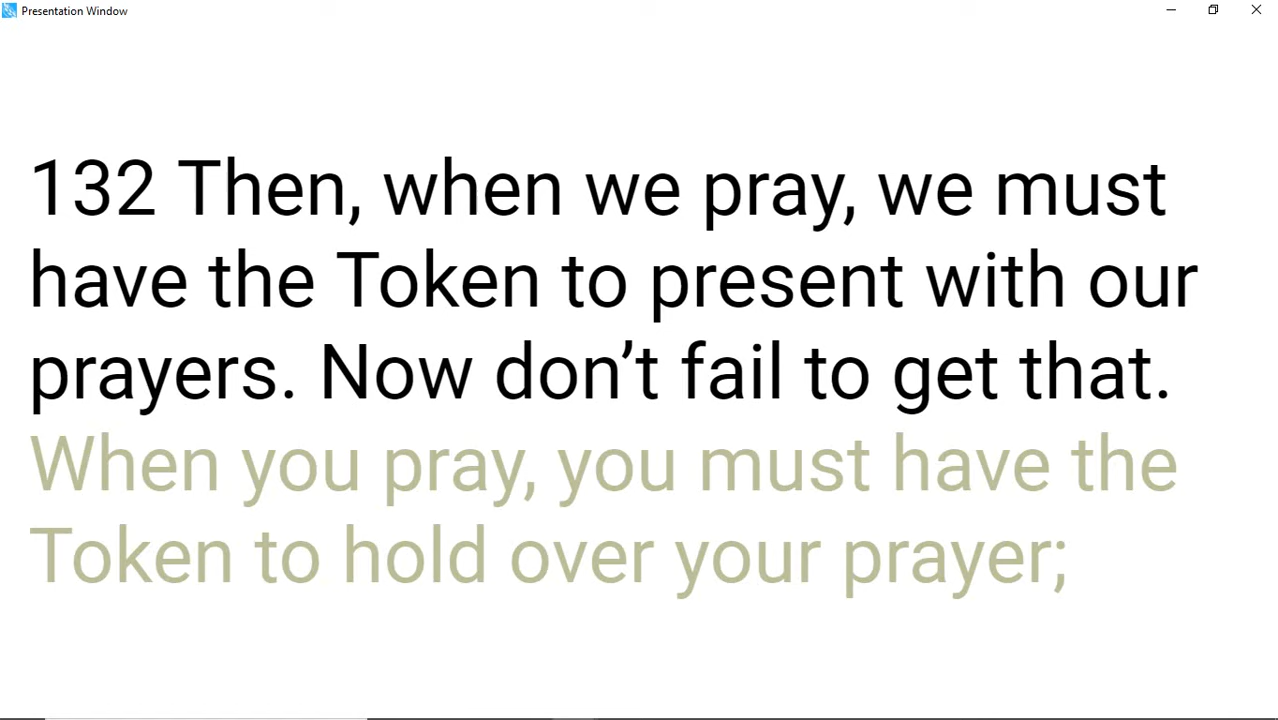 Presentation Window
132 Then, when we pray, we must
have the Token to present with our
prayers. Now don’t fail to get that.
When you pray, you must have the
Token to hold over your prayer;